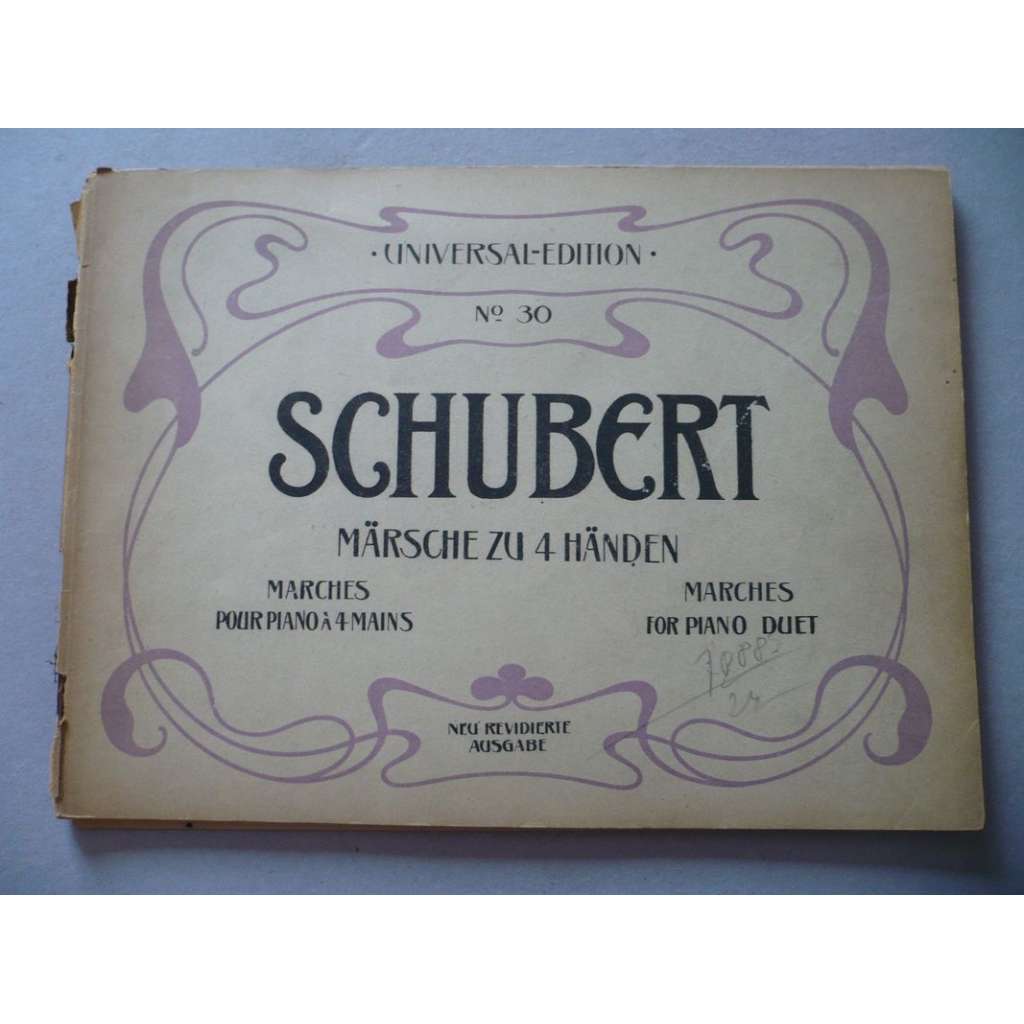 · UNIVERSAL-EDITION ·
Nº 30
SCHUBERT
MÄRSCHE ZU 4 HÄNDEN
MARCHES
POUR PIANO À 4 MAINS
MARCHES
FOR PIANO DUET
NEU REVIDIERTE
AUSGABE